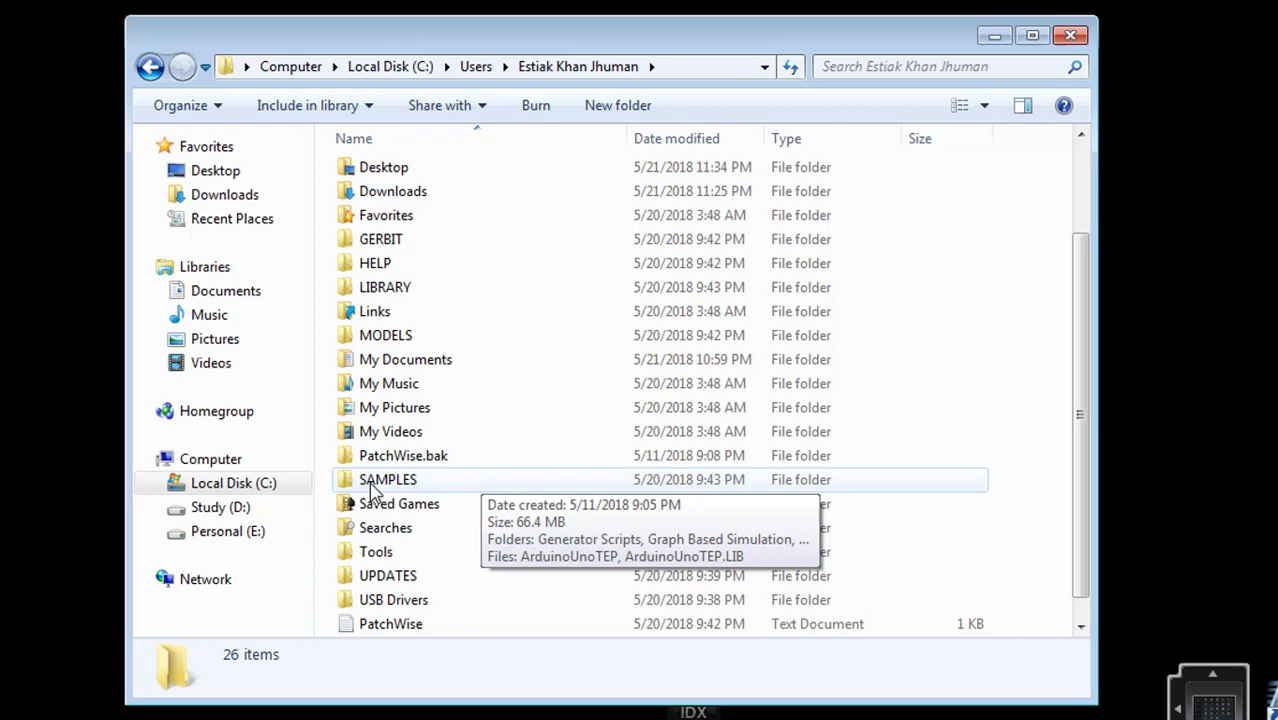 Computer Local Disk (C:) Users Estiak Khan Jhuman Search Estiak Khan Jhuman
Organize Include in library Share with Burn New folder
Favorites
Desktop
Downloads
Recent Places
Libraries
Documents
Music
Pictures
Videos
Homegroup
Computer
Local Disk (C:)
Study (D:)
Personal (E:)
Network
Name Date modified Type Size
Desktop 5/21/2018 11:34 PM File folder
Downloads 5/21/2018 11:25 PM File folder
Favorites 5/20/2018 3:48 AM File folder
GERBIT 5/20/2018 9:42 PM File folder
HELP 5/20/2018 9:42 PM File folder
LIBRARY 5/20/2018 9:43 PM File folder
Links 5/20/2018 3:48 AM File folder
MODELS 5/20/2018 9:42 PM File folder
My Documents 5/21/2018 10:59 PM File folder
My Music 5/20/2018 3:48 AM File folder
My Pictures 5/20/2018 3:48 AM File folder
My Videos 5/20/2018 3:48 AM File folder
PatchWise.bak 5/11/2018 9:08 PM File folder
SAMPLES 5/20/2018 9:43 PM File folder
Saved Games
Searches
Tools
UPDATES 5/20/2018 9:39 PM File folder
USB Drivers 5/20/2018 9:38 PM File folder
PatchWise 5/20/2018 9:42 PM Text Document 1 KB
Date created: 5/11/2018 9:05 PM
Size: 66.4 MB
Folders: Generator Scripts, Graph Based Simulation, ...
Files: ArduinoUnoTEP, ArduinoUnoTEP.LIB
26 items
IDX